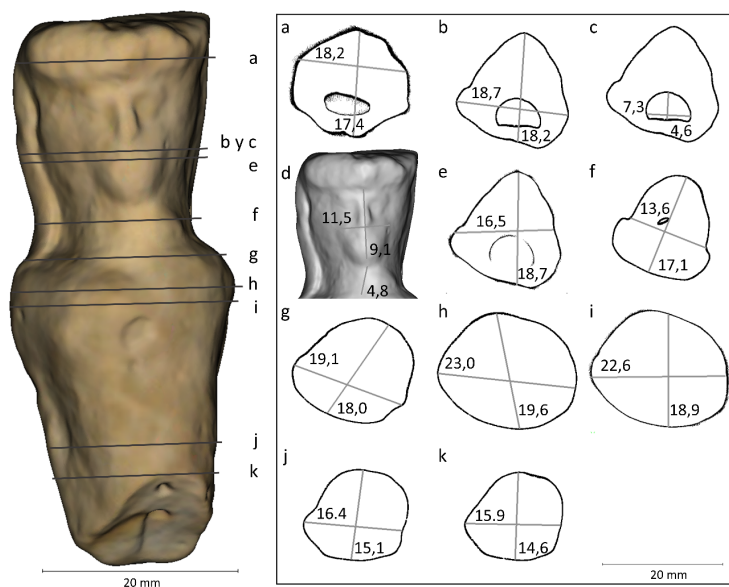 a
b y c
e
f
g
h
i
j
k
20 mm
a
18,2
17,4
b
18,7
18,2
c
7,3
4,6
d
11,5
9,1
4,8
e
16,5
18,7
f
13,6
17,1
g
19,1
18,0
h
23,0
19,6
i
22,6
18,9
j
16.4
15,1
k
15.9
14,6
20 mm